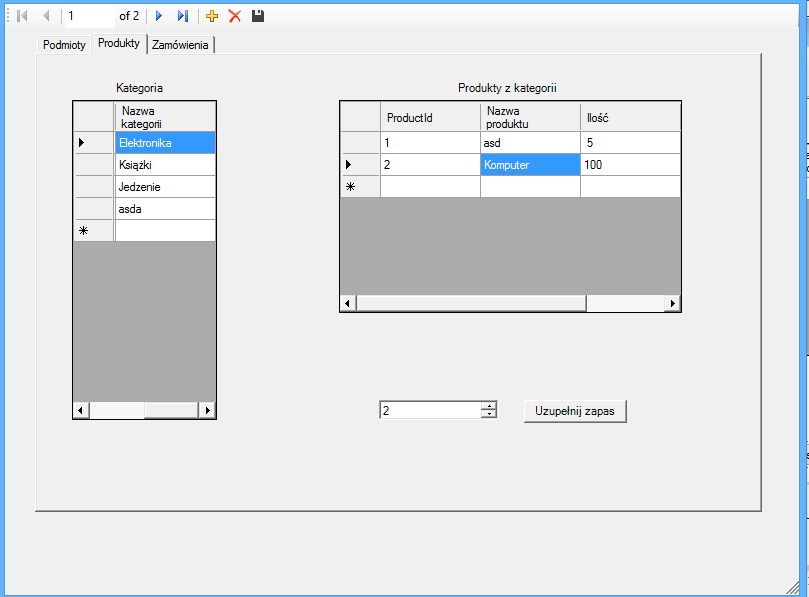 1 of 2
Podmioty Produkty Zamówienia
Kategoria
Nazwa
kategorii
Elektronika
Książki
Jedzenie
asda
Produkty z kategorii
ProductId Nazwa produktu Ilość
1 asd 5
2 Komputer 100
2 Uzupełnij zapas